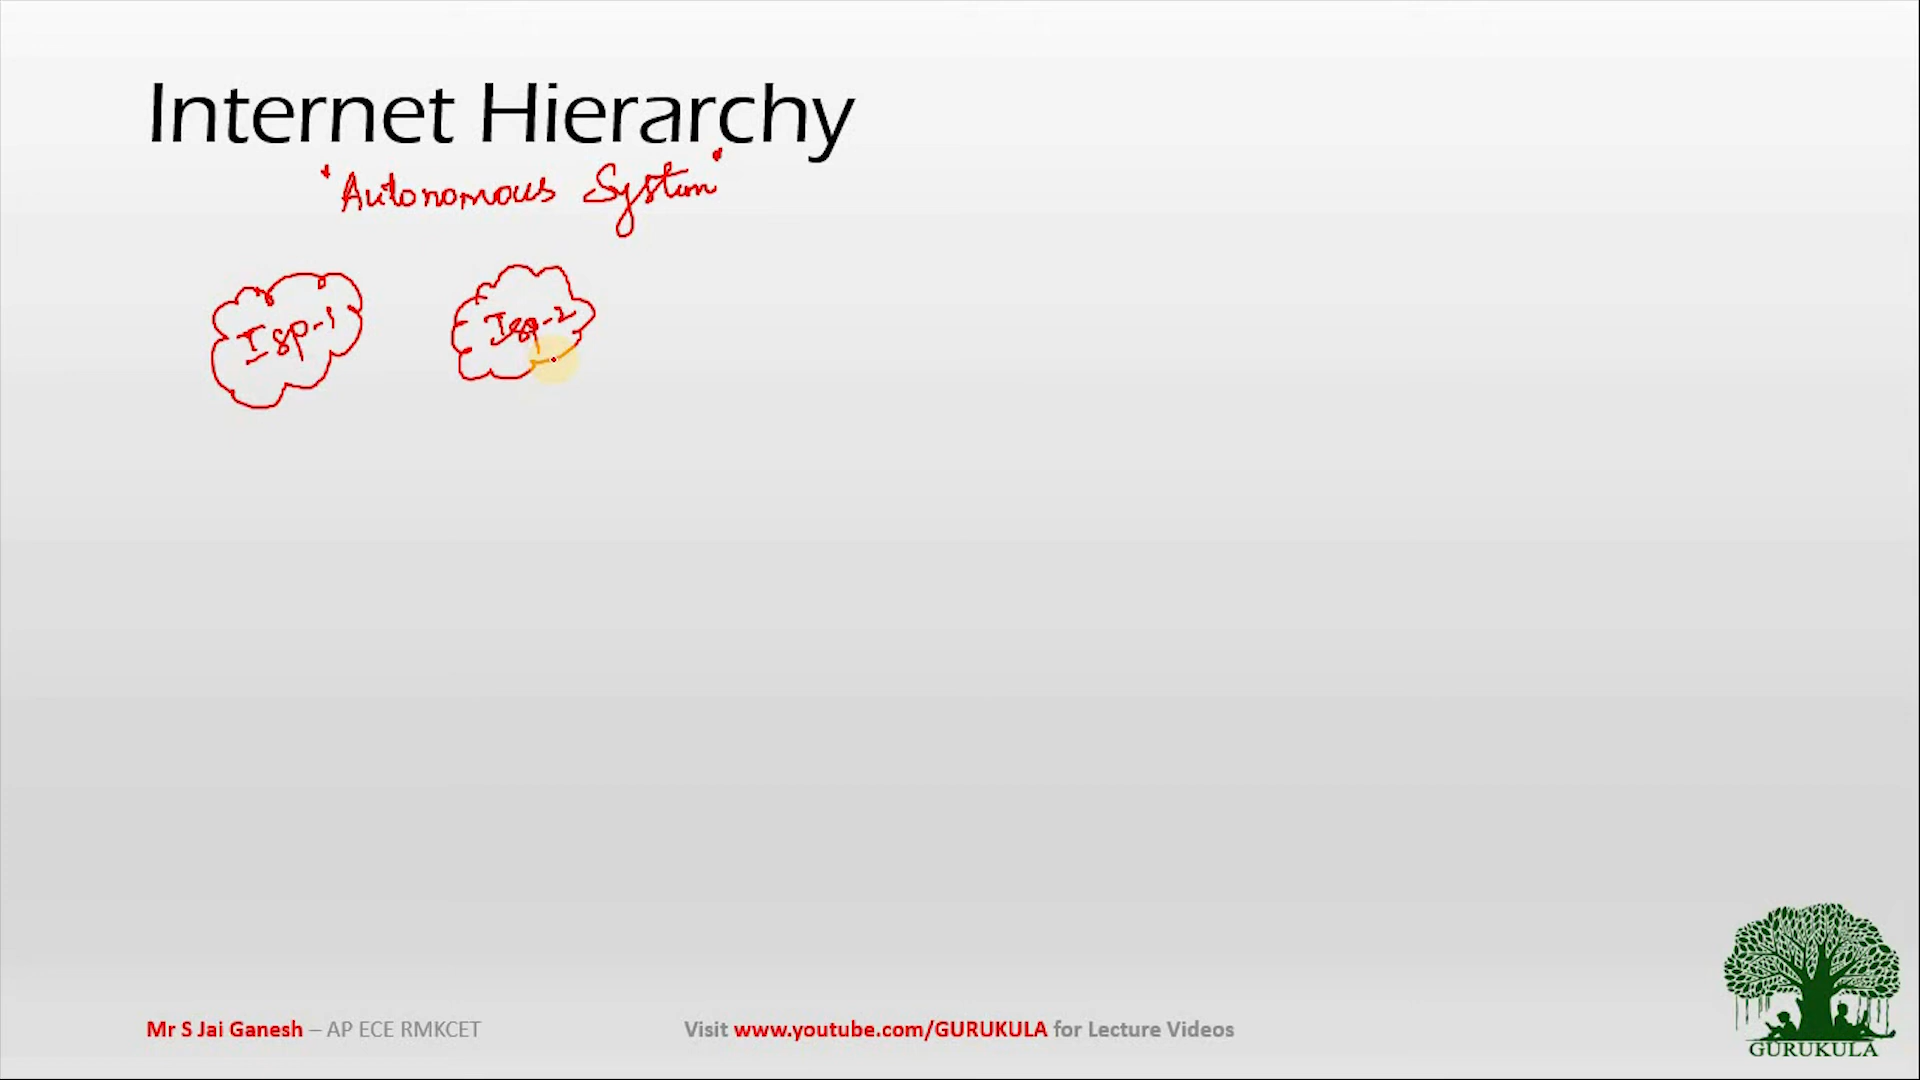 Internet Hierarchy
"Autonomous System"
Isp-1
Isp-2
Mr S Jai Ganesh – AP ECE RMKCET
Visit www.youtube.com/GURUKULA for Lecture Videos
GURUKULA